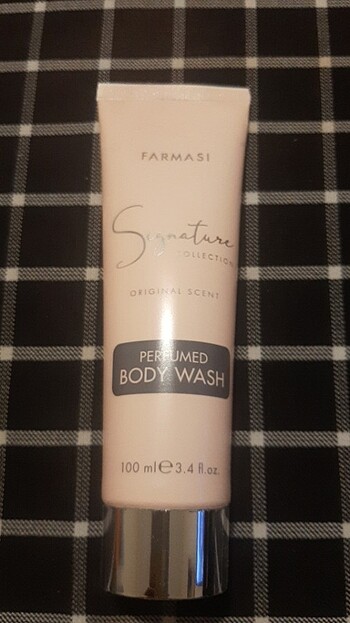 FARMASI
Signature
COLLECTION
ORIGINAL SCENT
PERFUMED
BODY WASH
100 ml ℮ 3.4 fl.oz.